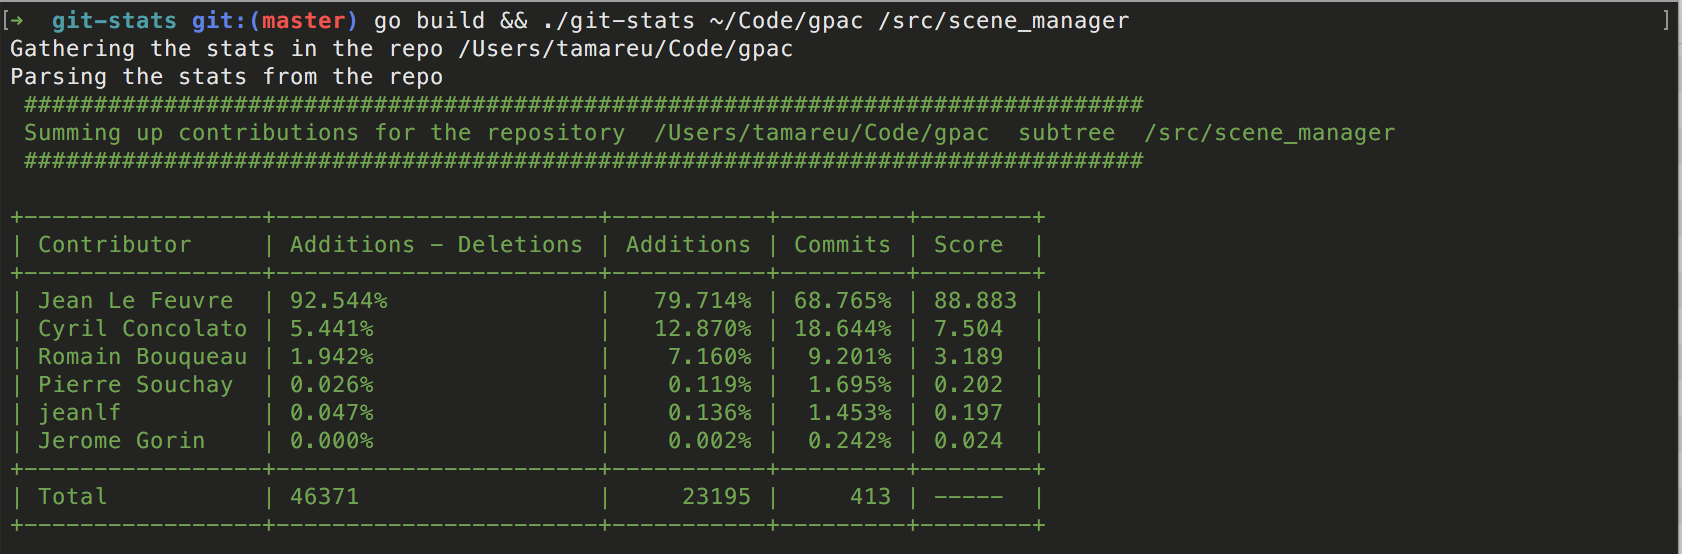 [➜  git-stats git:(master) go build && ./git-stats ~/Code/gpac /src/scene_manager ]
Gathering the stats in the repo /Users/tamareu/Code/gpac
Parsing the stats from the repo
################################################################################
Summing up contributions for the repository  /Users/tamareu/Code/gpac  subtree  /src/scene_manager
################################################################################
+-----------------+-----------------------+-----------+---------+--------+
| Contributor     | Additions - Deletions | Additions | Commits | Score  |
+-----------------+-----------------------+-----------+---------+--------+
| Jean Le Feuvre  | 92.544%               |   79.714% | 68.765% | 88.883 |
| Cyril Concolato | 5.441%                |   12.870% | 18.644% | 7.504  |
| Romain Bouqueau | 1.942%                |    7.160% |  9.201% | 3.189  |
| Pierre Souchay  | 0.026%                |    0.119% |  1.695% | 0.202  |
| jeanlf          | 0.047%                |    0.136% |  1.453% | 0.197  |
| Jerome Gorin    | 0.000%                |    0.002% |  0.242% | 0.024  |
+-----------------+-----------------------+-----------+---------+--------+
| Total           | 46371                 |     23195 |     413 | -----  |
+-----------------+-----------------------+-----------+---------+--------+